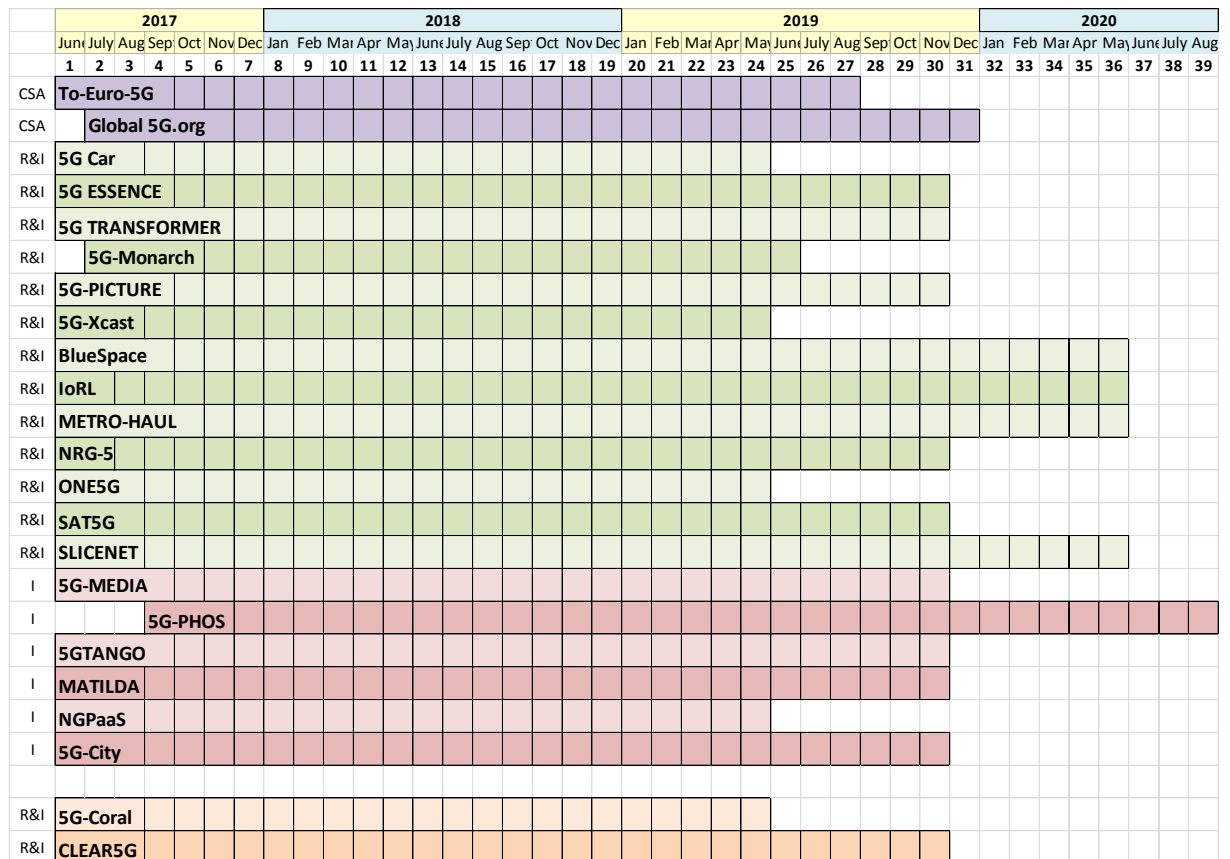 2017 2018 2019 2020
June July Aug Sep Oct Nov Dec Jan Feb Mar Apr May June July Aug Sep Oct Nov Dec Jan Feb Mar Apr May June July Aug Sep Oct Nov Dec Jan Feb Mar Apr May June July Aug
1 2 3 4 5 6 7 8 9 10 11 12 13 14 15 16 17 18 19 20 21 22 23 24 25 26 27 28 29 30 31 32 33 34 35 36 37 38 39
CSA To-Euro-5G
CSA Global 5G.org
R&I 5G Car
R&I 5G ESSENCE
R&I 5G TRANSFORMER
R&I 5G-Monarch
R&I 5G-PICTURE
R&I 5G-Xcast
R&I BlueSpace
R&I IoRL
R&I METRO-HAUL
R&I NRG-5
R&I ONE5G
R&I SAT5G
R&I SLICENET
I 5G-MEDIA
I 5G-PHOS
I 5GTANGO
I MATILDA
I NGPaaS
I 5G-City
R&I 5G-Coral
R&I CLEAR5G